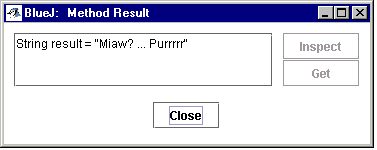 BlueJ: Method Result
String result = "Miaw? ... Purrrrr"
Inspect
Get
Close